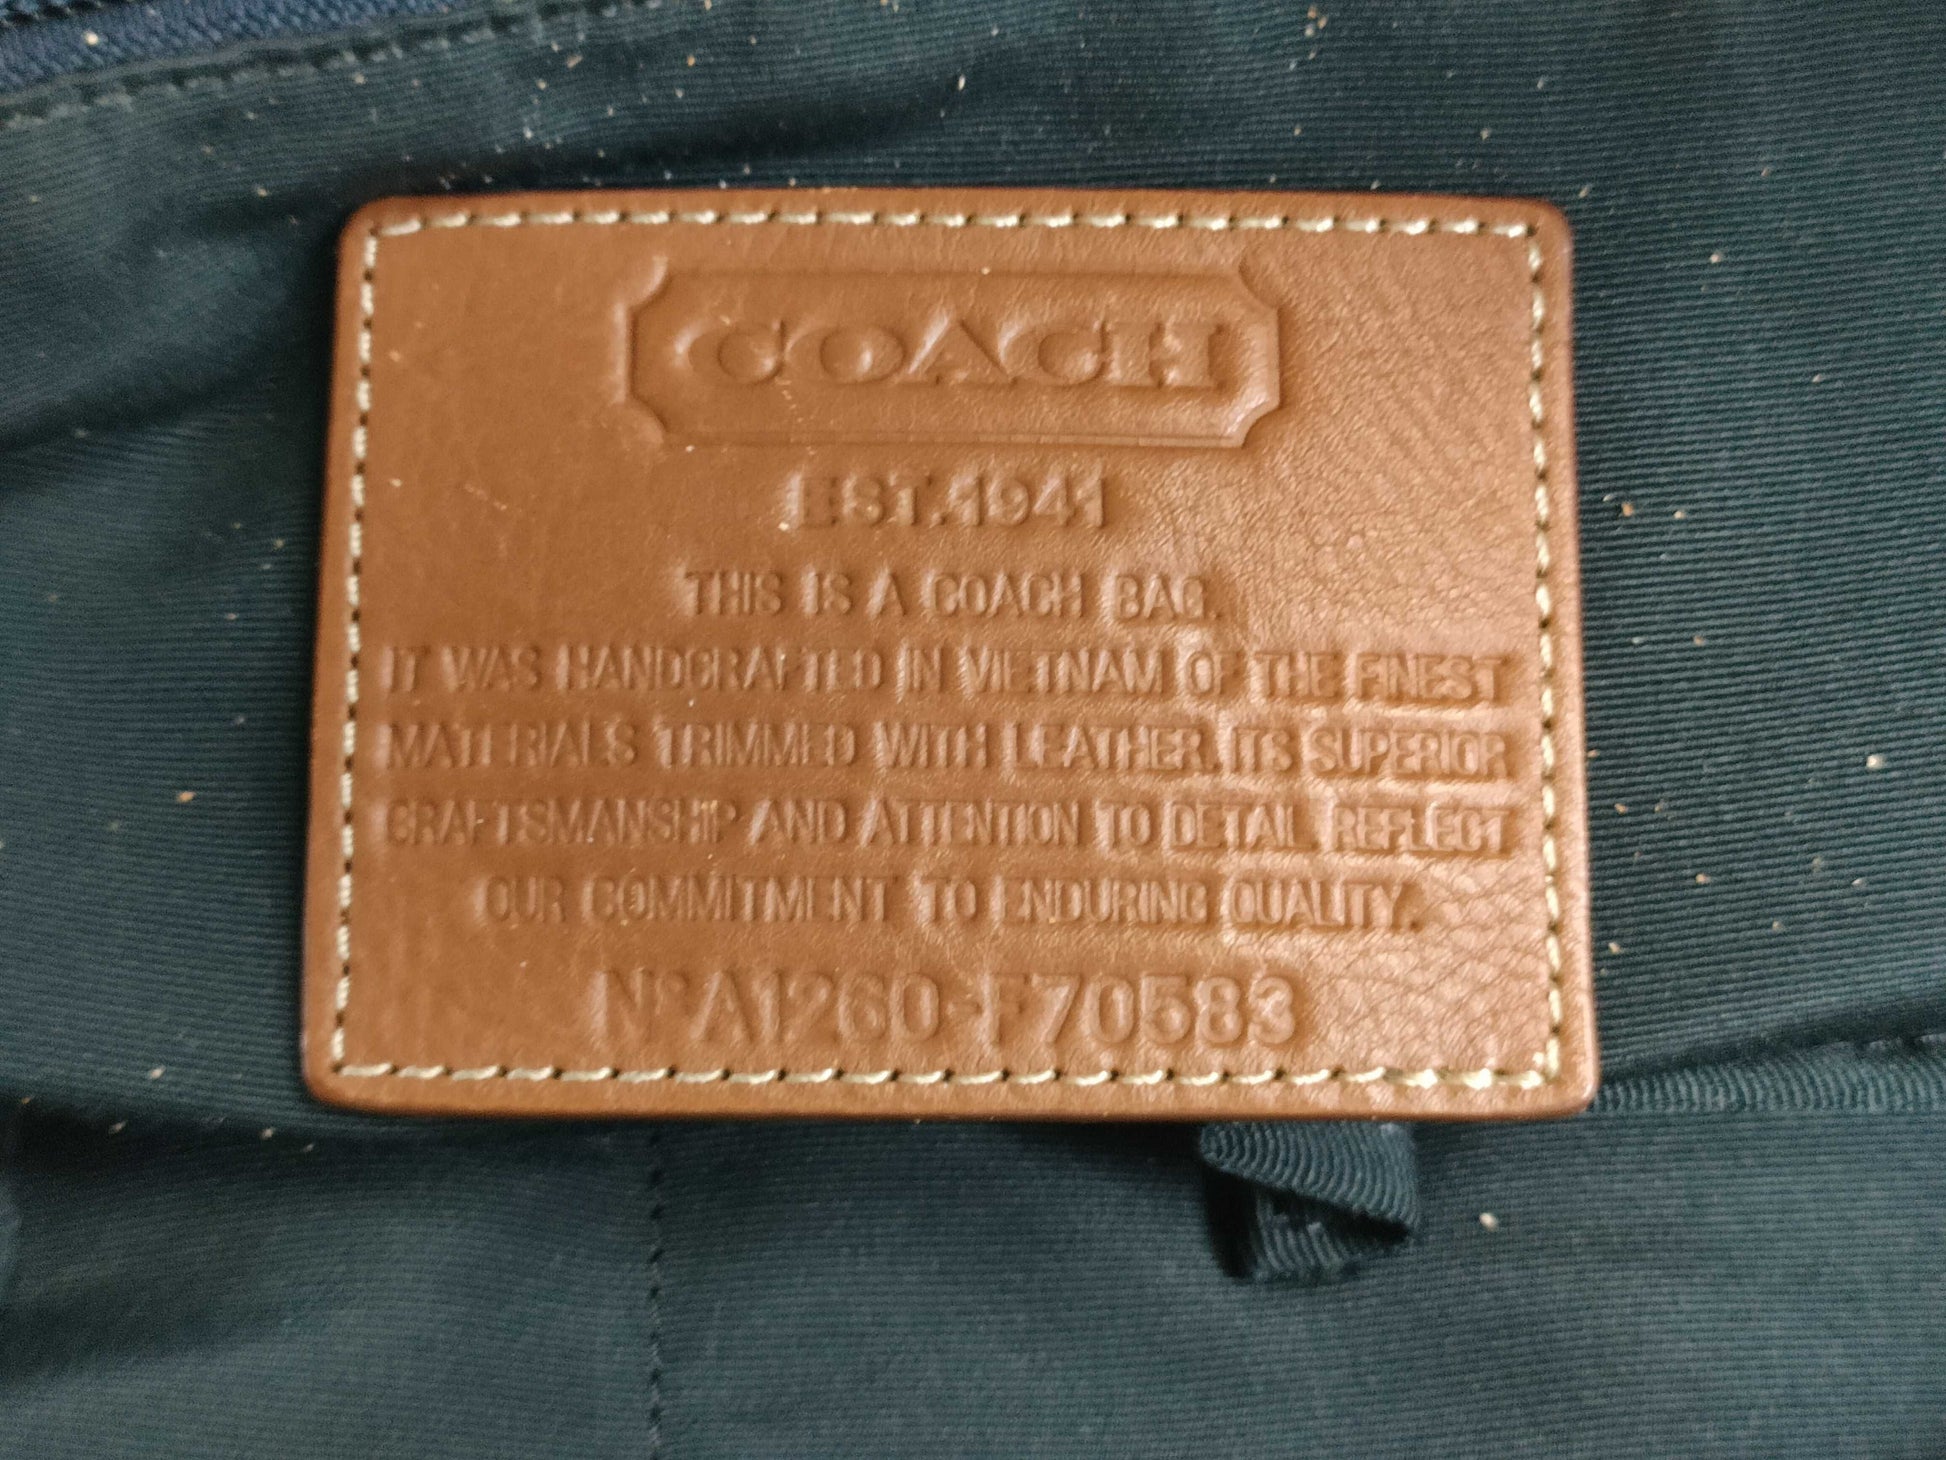 COACH
EST. 1941
THIS IS A COACH BAG.
IT WAS HANDCRAFTED IN VIETNAM OF THE FINEST
MATERIALS TRIMMED WITH LEATHER. ITS SUPERIOR
CRAFTSMANSHIP AND ATTENTION TO DETAIL REFLECT
OUR COMMITMENT TO ENDURING QUALITY.
Nº A1260-F70583